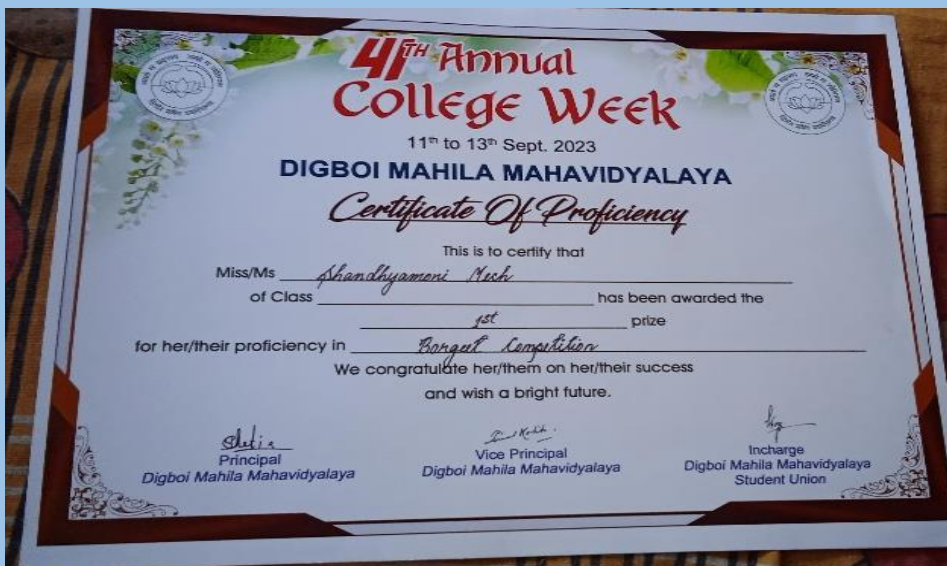 41TH Annual
College Week
11th to 13th Sept. 2023
DIGBOI MAHILA MAHAVIDYALAYA
Certificate Of Proficiency
This is to certify that
Miss/Ms Shandhyamoni Mech
of Class has been awarded the
1st prize
for her/their proficiency in Borgeet Competition
We congratulate her/them on her/their success
and wish a bright future.
Principal
Digboi Mahila Mahavidyalaya
Vice Principal
Digboi Mahila Mahavidyalaya
Incharge
Digboi Mahila Mahavidyalaya
Student Union